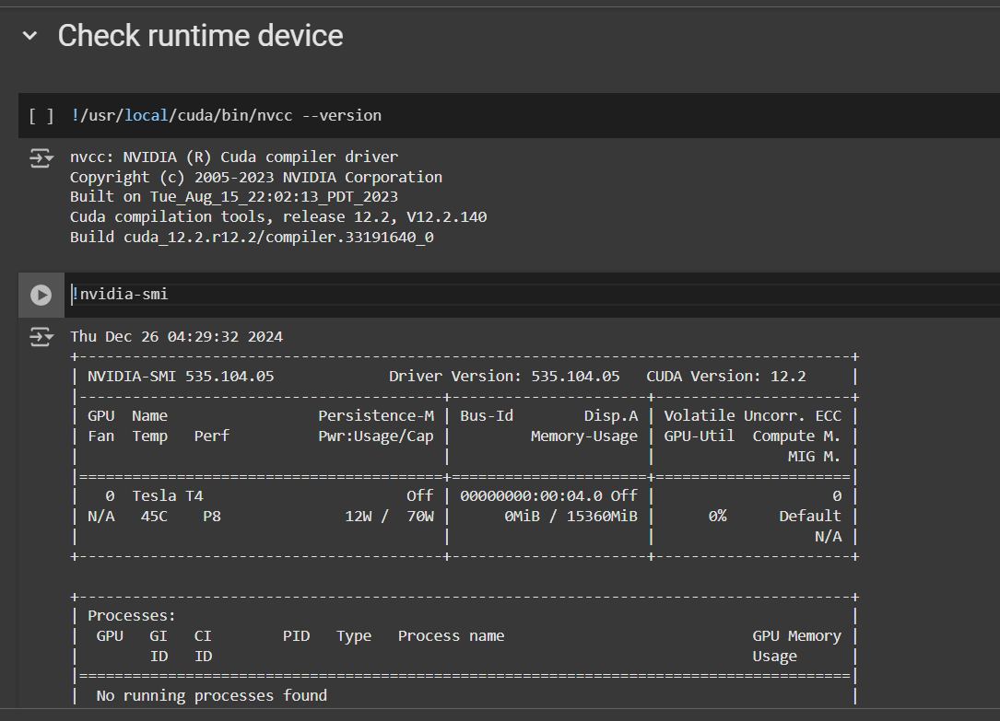 Check runtime device
[ ] !/usr/local/cuda/bin/nvcc --version
nvcc: NVIDIA (R) Cuda compiler driver
Copyright (c) 2005-2023 NVIDIA Corporation
Built on Tue_Aug_15_22:02:13_PDT_2023
Cuda compilation tools, release 12.2, V12.2.140
Build cuda_12.2.r12.2/compiler.33191640_0
!nvidia-smi
Thu Dec 26 04:29:32 2024
+---------------------------------------------------------------------------------------+
| NVIDIA-SMI 535.104.05             Driver Version: 535.104.05   CUDA Version: 12.2     |
|-----------------------------------------+----------------------+----------------------+
| GPU  Name                 Persistence-M | Bus-Id        Disp.A | Volatile Uncorr. ECC |
| Fan  Temp   Perf          Pwr:Usage/Cap |         Memory-Usage | GPU-Util  Compute M. |
|                                         |                      |               MIG M. |
|=========================================+======================+======================|
|   0  Tesla T4                       Off | 00000000:00:04.0 Off |                    0 |
| N/A   45C    P8              12W /  70W |      0MiB / 15360MiB |      0%      Default |
|                                         |                      |                  N/A |
+-----------------------------------------+----------------------+----------------------+
+---------------------------------------------------------------------------------------+
| Processes:                                                                            |
|  GPU   GI   CI        PID   Type   Process name                            GPU Memory |
|        ID   ID                                                             Usage      |
|=======================================================================================|
|  No running processes found                                                           |